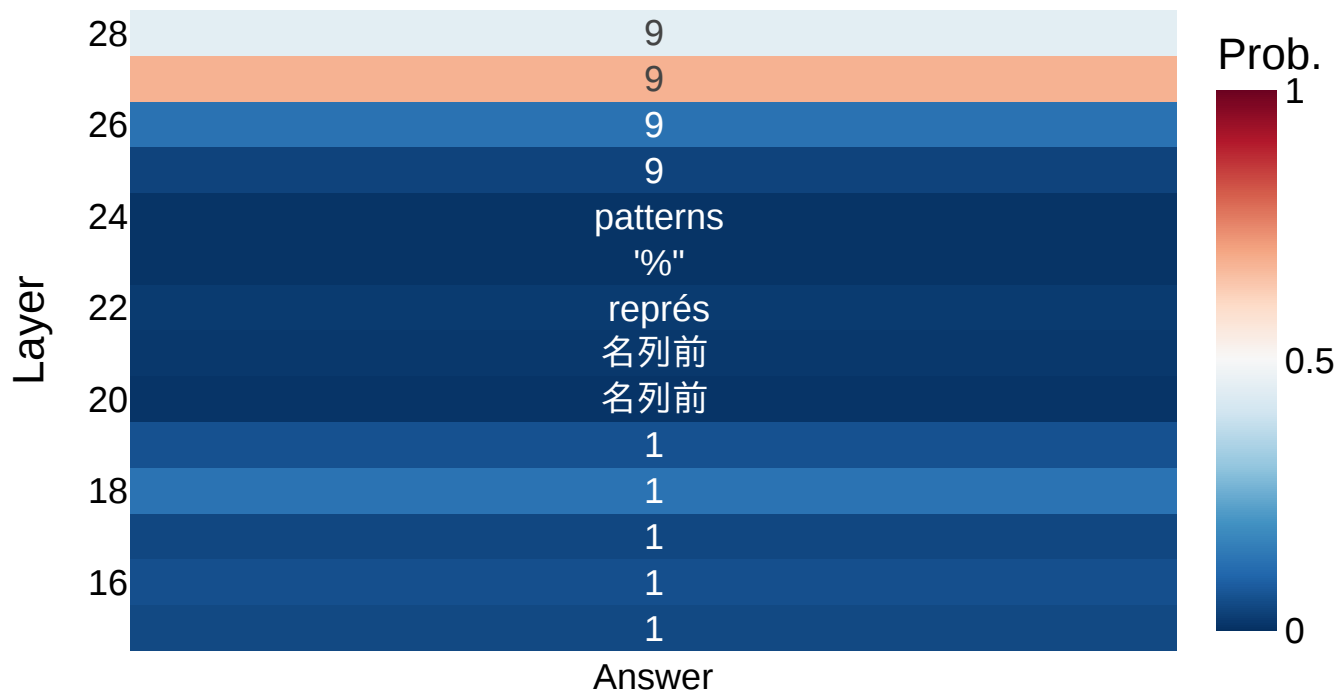 28
9
Prob.
9
1
26
9
9
24
patterns
'%"
22
représ
名列前
0.5
20
名列前
1
18
1
1
16
1
1
0
Layer
Answer